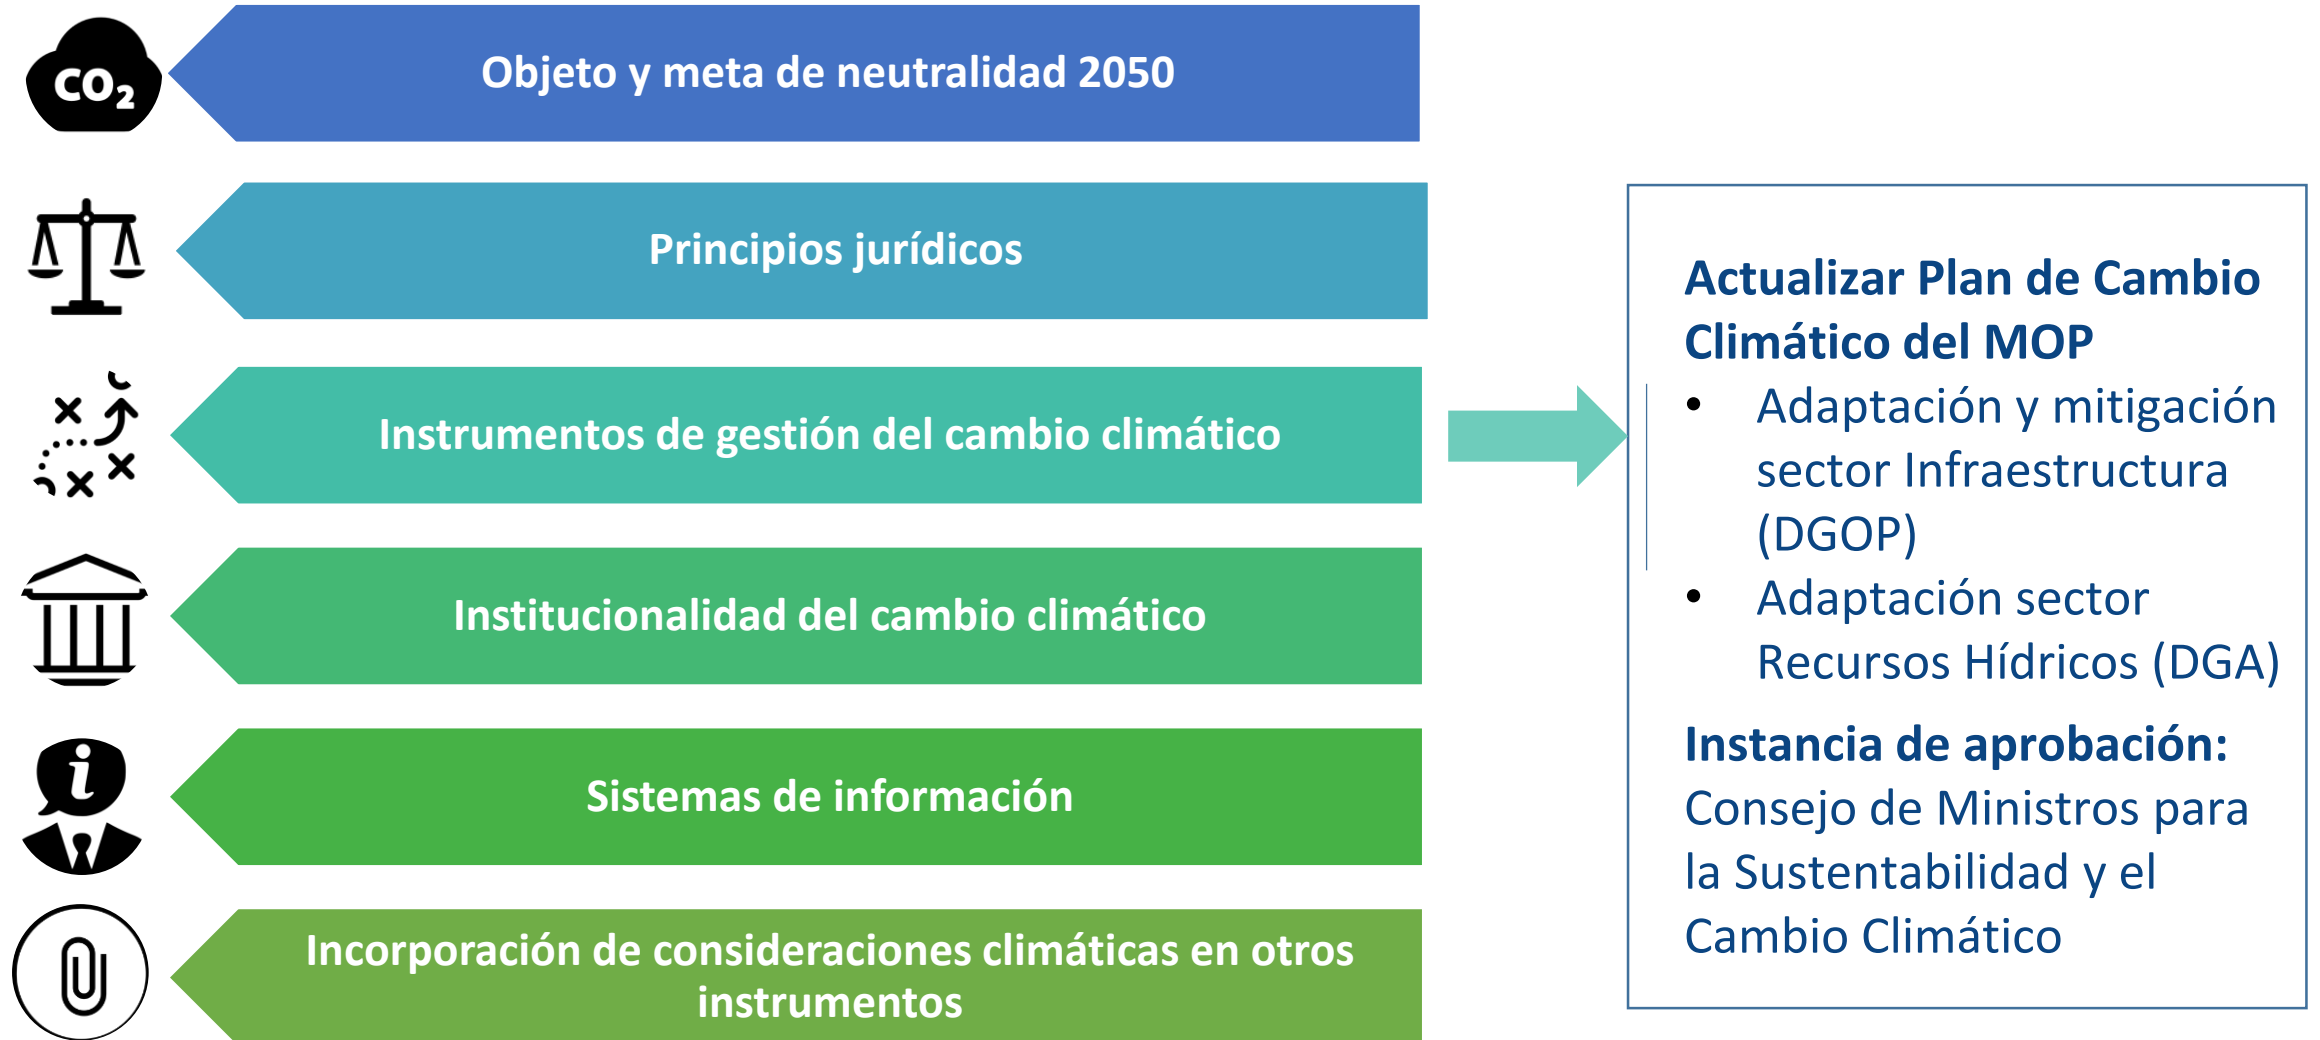 CO2
Objeto y meta de neutralidad 2050
Principios jurídicos
Instrumentos de gestión del cambio climático
Institucionalidad del cambio climático
i
Sistemas de información
Incorporación de consideraciones climáticas en otros
instrumentos
Actualizar Plan de Cambio
Climático del MOP
• Adaptación y mitigación
sector Infraestructura
(DGOP)
• Adaptación sector
Recursos Hídricos (DGA)
Instancia de aprobación:
Consejo de Ministros para
la Sustentabilidad y el
Cambio Climático